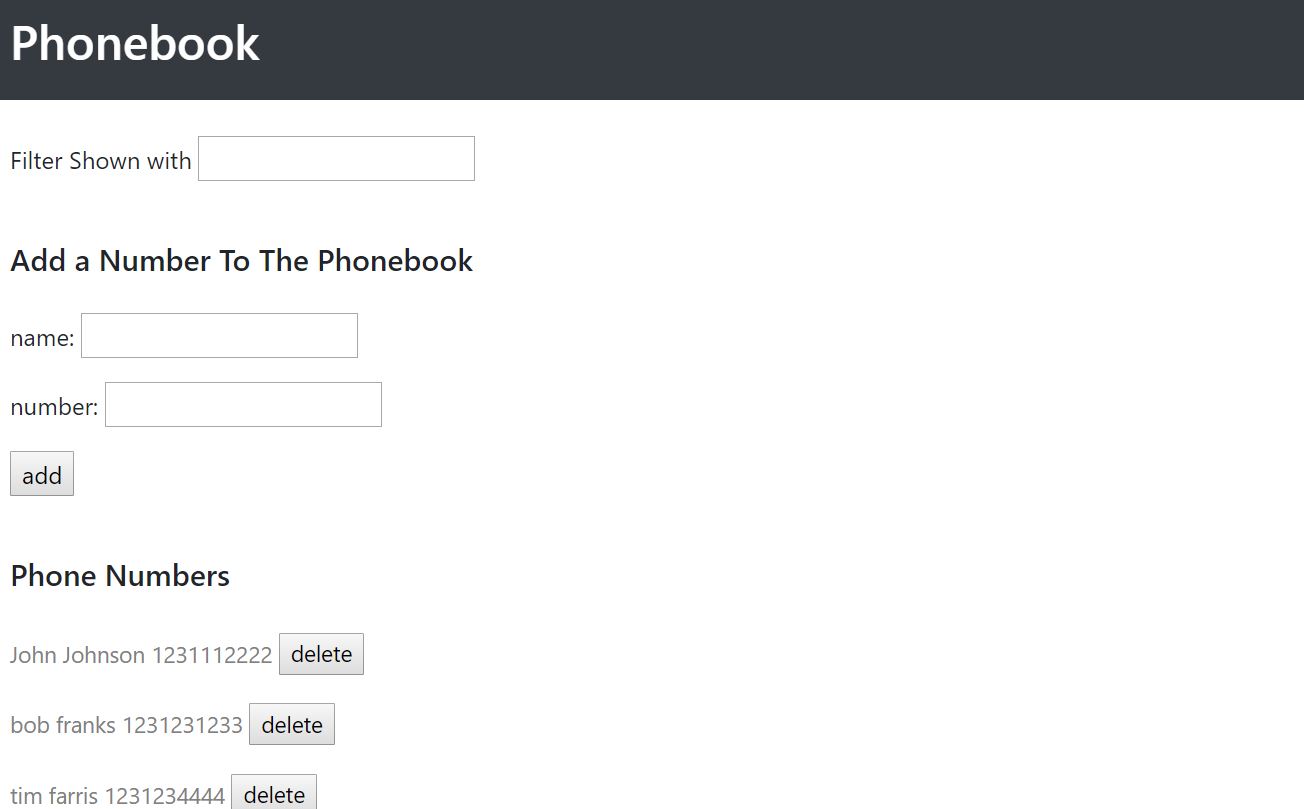 Phonebook
Filter Shown with
Add a Number To The Phonebook
name:
number:
add
Phone Numbers
John Johnson 1231112222 delete
bob franks 1231231233 delete
tim farris 1231234444 delete